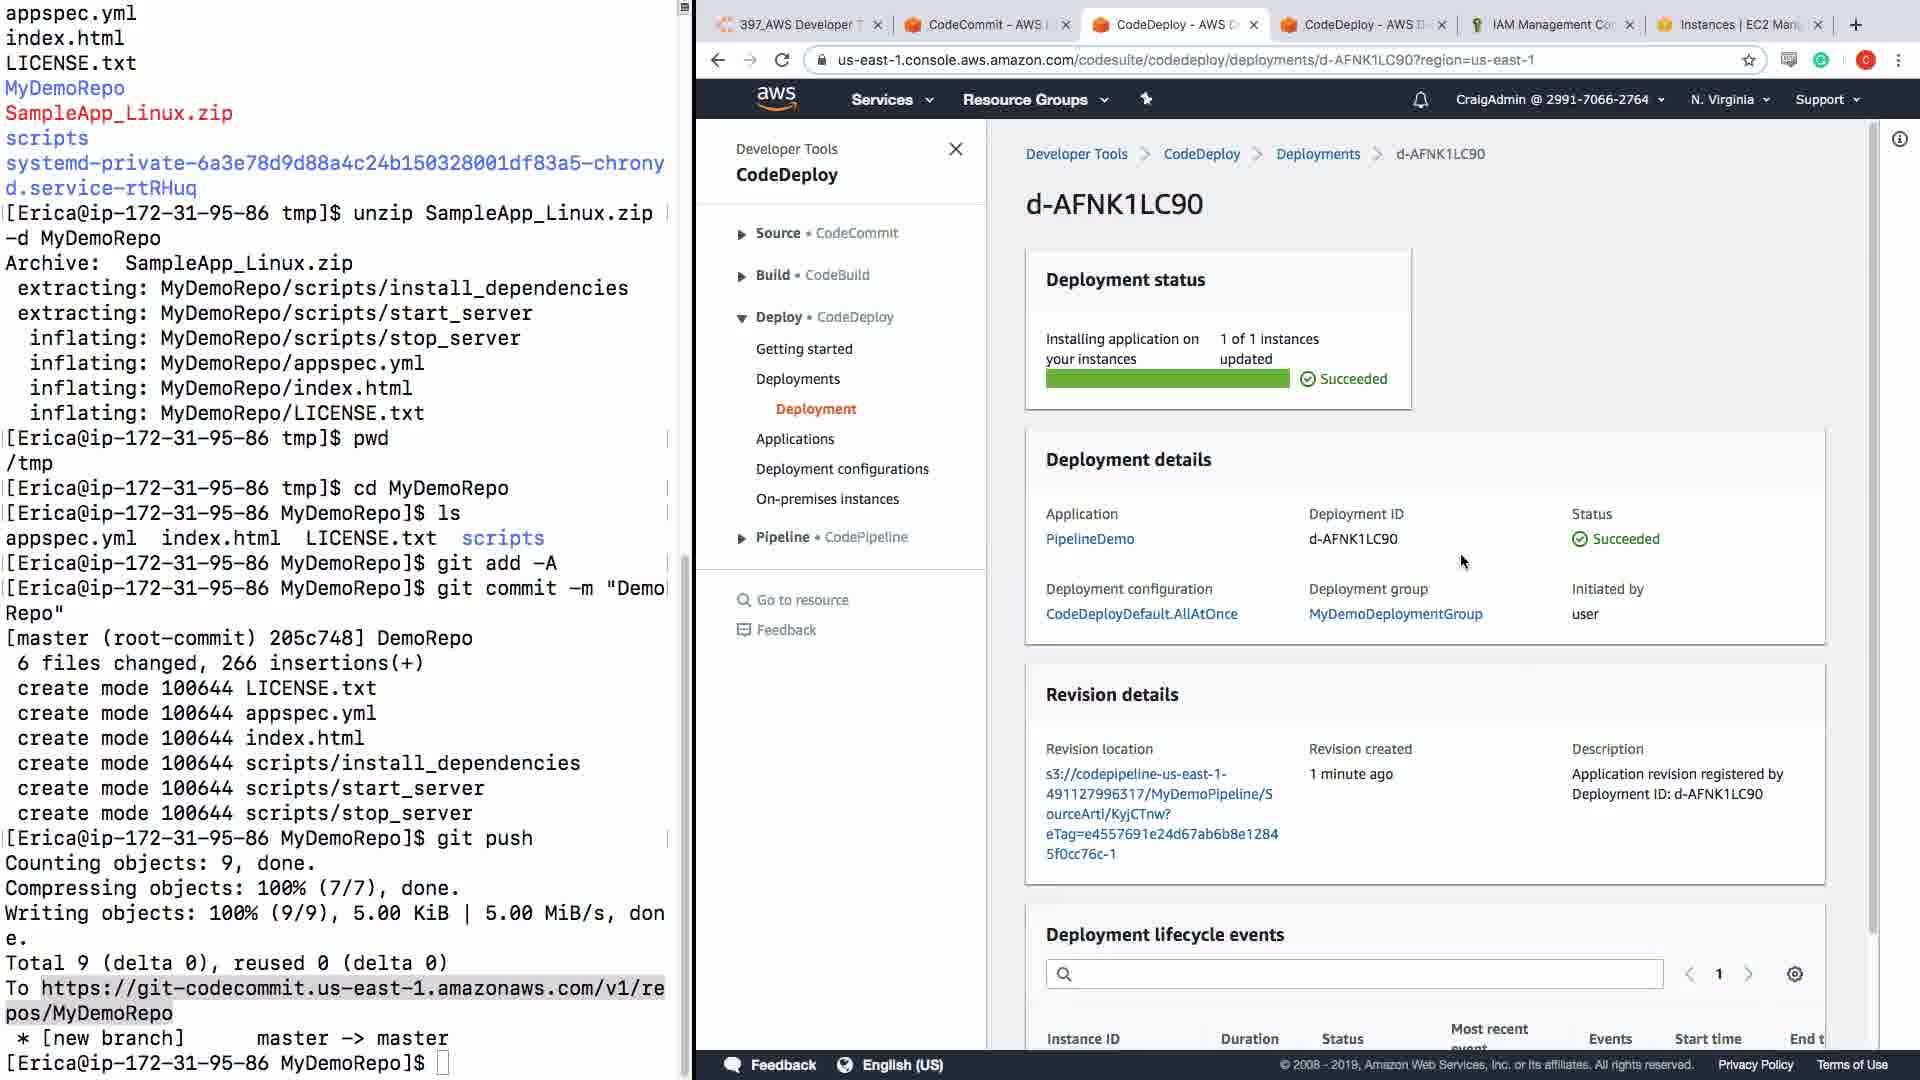 appspec.yml
index.html
LICENSE.txt
MyDemoRepo
SampleApp_Linux.zip
scripts
systemd-private-6a3e78d9d88a4c24b150328001df83a5-chrony
d.service-rtRHuq
[Erica@ip-172-31-95-86 tmp]$ unzip SampleApp_Linux.zip
-d MyDemoRepo
Archive:  SampleApp_Linux.zip
 extracting: MyDemoRepo/scripts/install_dependencies
 extracting: MyDemoRepo/scripts/start_server
  inflating: MyDemoRepo/scripts/stop_server
  inflating: MyDemoRepo/appspec.yml
  inflating: MyDemoRepo/index.html
  inflating: MyDemoRepo/LICENSE.txt
[Erica@ip-172-31-95-86 tmp]$ pwd
/tmp
[Erica@ip-172-31-95-86 tmp]$ cd MyDemoRepo
[Erica@ip-172-31-95-86 MyDemoRepo]$ ls
appspec.yml  index.html  LICENSE.txt  scripts
[Erica@ip-172-31-95-86 MyDemoRepo]$ git add -A
[Erica@ip-172-31-95-86 MyDemoRepo]$ git commit -m "Demo
Repo"
[master (root-commit) 205c748] DemoRepo
 6 files changed, 266 insertions(+)
 create mode 100644 LICENSE.txt
 create mode 100644 appspec.yml
 create mode 100644 index.html
 create mode 100644 scripts/install_dependencies
 create mode 100644 scripts/start_server
 create mode 100644 scripts/stop_server
[Erica@ip-172-31-95-86 MyDemoRepo]$ git push
Counting objects: 9, done.
Compressing objects: 100% (7/7), done.
Writing objects: 100% (9/9), 5.00 KiB | 5.00 MiB/s, don
e.
Total 9 (delta 0), reused 0 (delta 0)
To https://git-codecommit.us-east-1.amazonaws.com/v1/re
pos/MyDemoRepo
 * [new branch]      master -> master
[Erica@ip-172-31-95-86 MyDemoRepo]$
397_AWS Developer T
CodeCommit - AWS
CodeDeploy - AWS D
CodeDeploy - AWS D
IAM Management Co
Instances | EC2 Man
us-east-1.console.aws.amazon.com/codesuite/codedeploy/deployments/d-AFNK1LC90?region=us-east-1
C
aws
Services
Resource Groups
CraigAdmin @ 2991-7066-2764
N. Virginia
Support
Developer Tools
CodeDeploy
Source • CodeCommit
Build • CodeBuild
Deploy • CodeDeploy
Getting started
Deployments
Deployment
Applications
Deployment configurations
On-premises instances
Pipeline • CodePipeline
Go to resource
Feedback
Developer Tools
CodeDeploy
Deployments
d-AFNK1LC90
d-AFNK1LC90
Deployment status
Installing application on
your instances
1 of 1 instances
updated
Succeeded
Deployment details
Application
PipelineDemo
Deployment ID
d-AFNK1LC90
Status
Succeeded
Deployment configuration
CodeDeployDefault.AllAtOnce
Deployment group
MyDemoDeploymentGroup
Initiated by
user
Revision details
Revision location
s3://codepipeline-us-east-1-
491127996317/MyDemoPipeline/S
ourceArti/KyjCTnw?
eTag=e4557691e24d67ab6b8e1284
5f0cc76c-1
Revision created
1 minute ago
Description
Application revision registered by
Deployment ID: d-AFNK1LC90
Deployment lifecycle events
1
Instance ID
Duration
Status
Most recent
event
Events
Start time
End t
Feedback
English (US)
© 2008 - 2019, Amazon Web Services, Inc. or its affiliates. All rights reserved.
Privacy Policy
Terms of Use